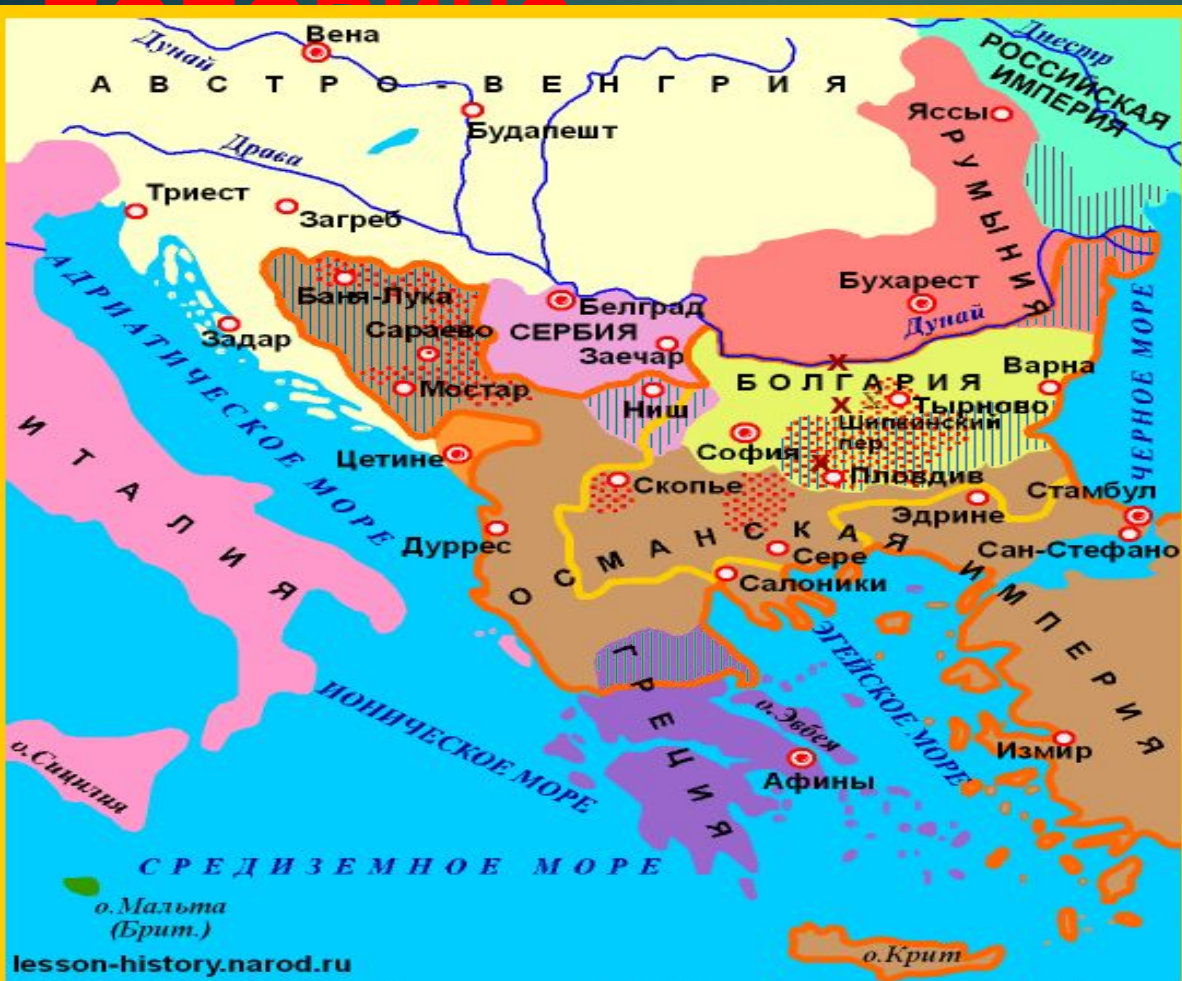 Вена
Дунай
Днестр
РОССИЙСКАЯ
ИМПЕРИЯ
АВСТРО-ВЕНГРИЯ
Будапешт
Яссы
РУМЫНИЯ
Драва
Триест
Загреб
АДРИАТИЧЕСКОЕ МОРЕ
Баня-Лука
Белград
Бухарест
Дунай
Задар
Сараево
СЕРБИЯ
Заечар
ЧЕРНОЕ МОРЕ
Мостар
Ниш
БОЛГАРИЯ
Варна
Тырново
Шипкинский
пер.
ИТАЛИЯ
Цетине
София
Пловдив
Скопье
Стамбул
Эдрине
Дуррес
ОСМАНСКАЯ ИМПЕРИЯ
Сере
Сан-Стефано
Салоники
ГРЕЦИЯ
ЭГЕЙСКОЕ МОРЕ
ИОНИЧЕСКОЕ МОРЕ
о.Эвбея
о.Сицилия
Афины
Измир
СРЕДИЗЕМНОЕ МОРЕ
о.Мальта
(Брит.)
о.Крит
lesson-history.narod.ru